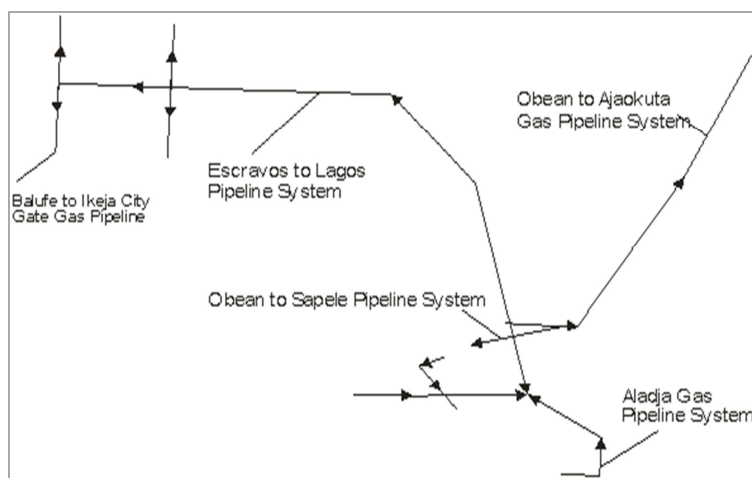 Obean to Ajaokuta
Gas Pipeline System
Escravos to Lagos
Pipeline System
Balufe to Ikeja City
Gate Gas Pipeline
Obean to Sapele Pipeline System
Aladja Gas
Pipeline System